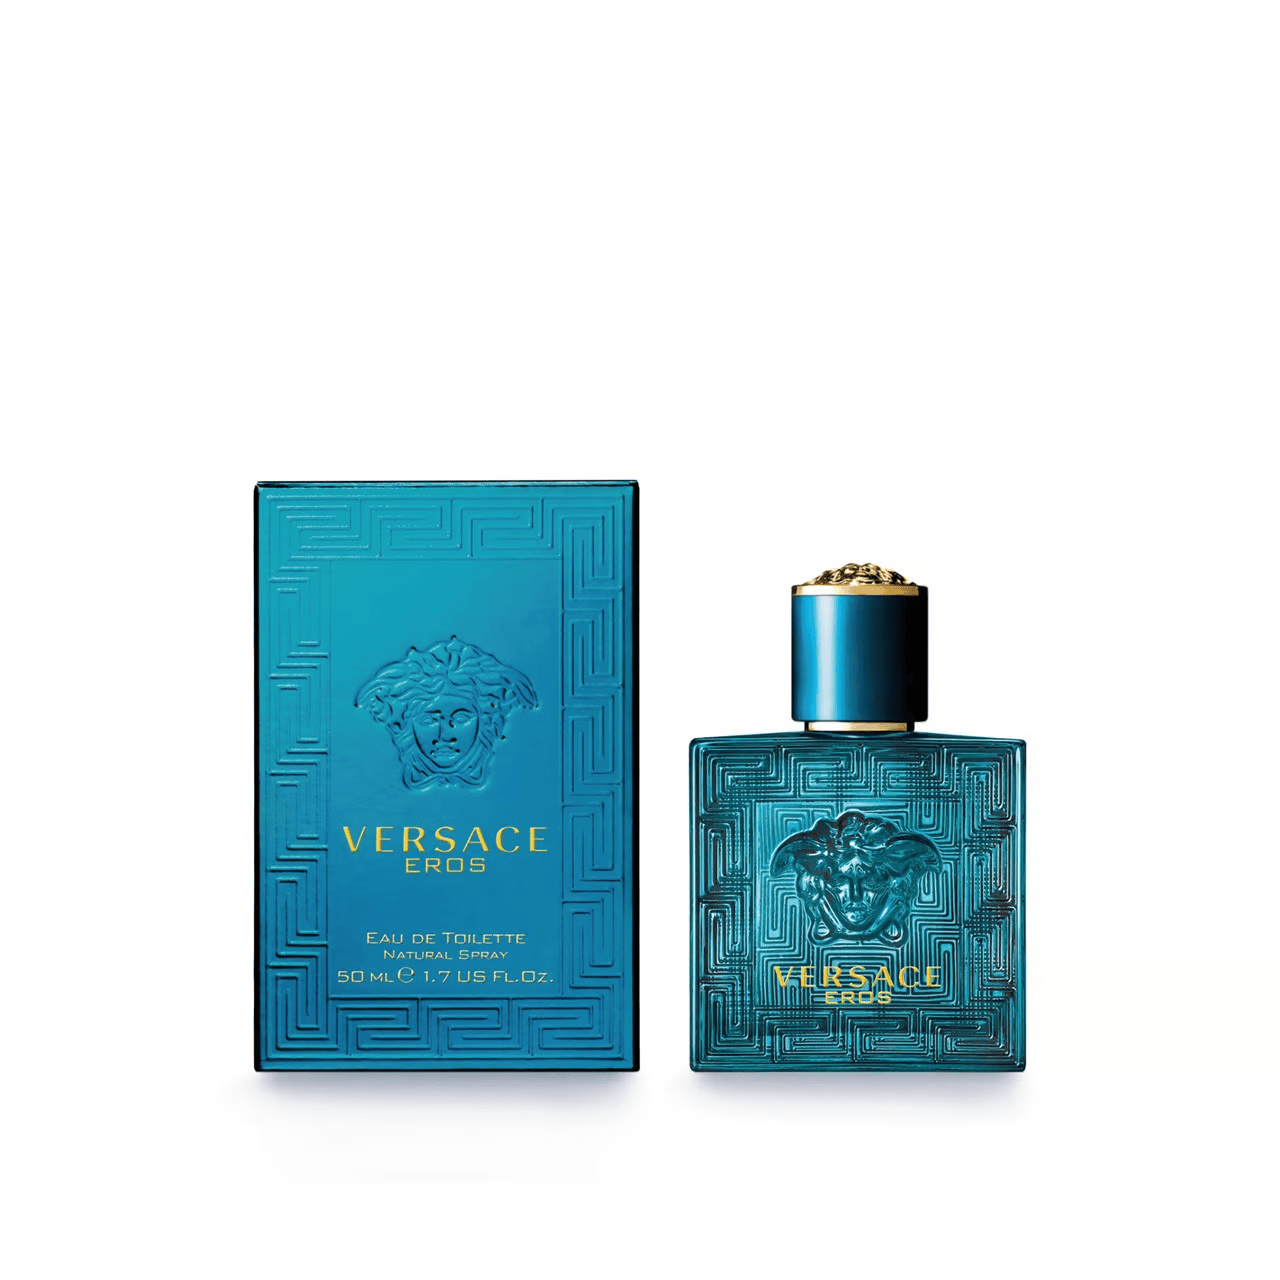 VERSACE
EROS
EAU DE TOILETTE
NATURAL SPRAY
50 ML ℮ 1.7 US FL.OZ.
VERSACE
EROS